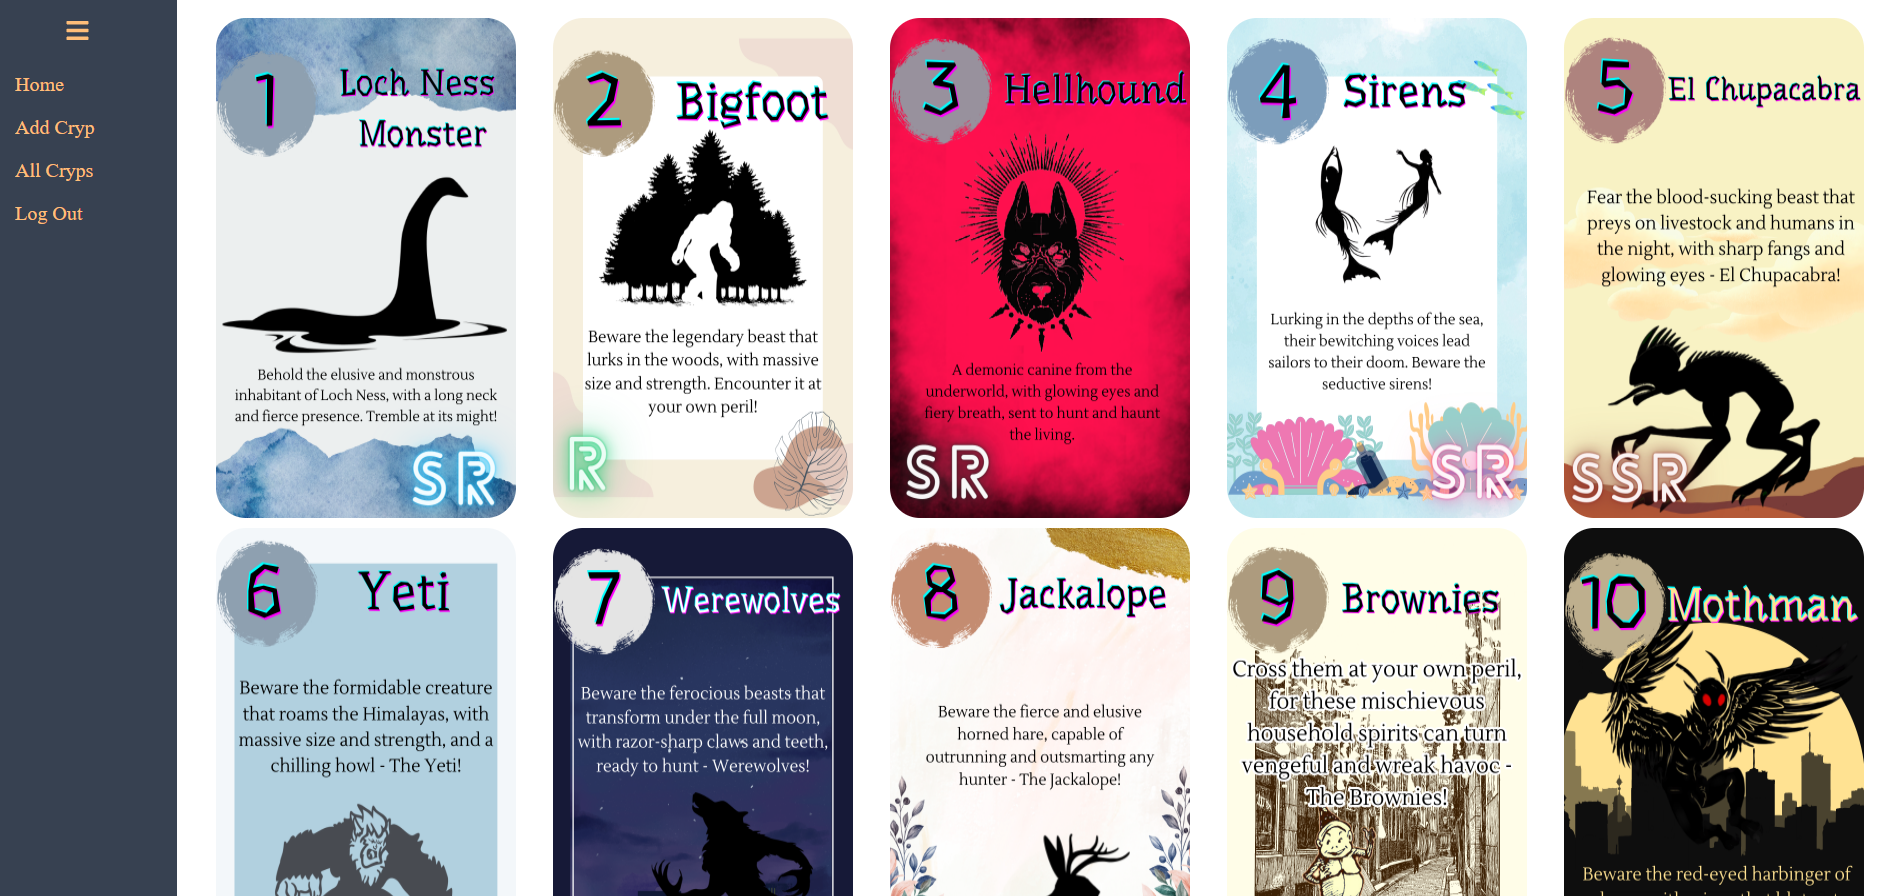 Home
Add Cryp
All Cryps
Log Out
1
Loch Ness
Monster
Behold the elusive and monstrous
inhabitant of Loch Ness, with a long neck
and fierce presence. Tremble at its might!
SR
2
Bigfoot
Beware the legendary beast that
lurks in the woods, with massive
size and strength. Encounter it at
your own peril!
R
3
Hellhound
A demonic canine from the
underworld, with glowing eyes and
fiery breath, sent to hunt and haunt
the living.
SR
4
Sirens
Lurking in the depths of the sea,
their bewitching voices lead
sailors to their doom. Beware the
seductive sirens!
SR
5
El Chupacabra
Fear the blood-sucking beast that
preys on livestock and humans in
the night, with sharp fangs and
glowing eyes - El Chupacabra!
SSR
6
Yeti
Beware the formidable creature
that roams the Himalayas, with
massive size and strength, and a
chilling howl - The Yeti!
7
Werewolves
Beware the ferocious beasts that
transform under the full moon,
with razor-sharp claws and teeth,
ready to hunt - Werewolves!
8
Jackalope
Beware the fierce and elusive
horned hare, capable of
outrunning and outsmarting any
hunter - The Jackalope!
9
Brownies
Cross them at your own peril,
for these mischievous
household spirits can turn
vengeful and wreak havoc -
The Brownies!
10
Mothman
Beware the red-eyed harbinger of